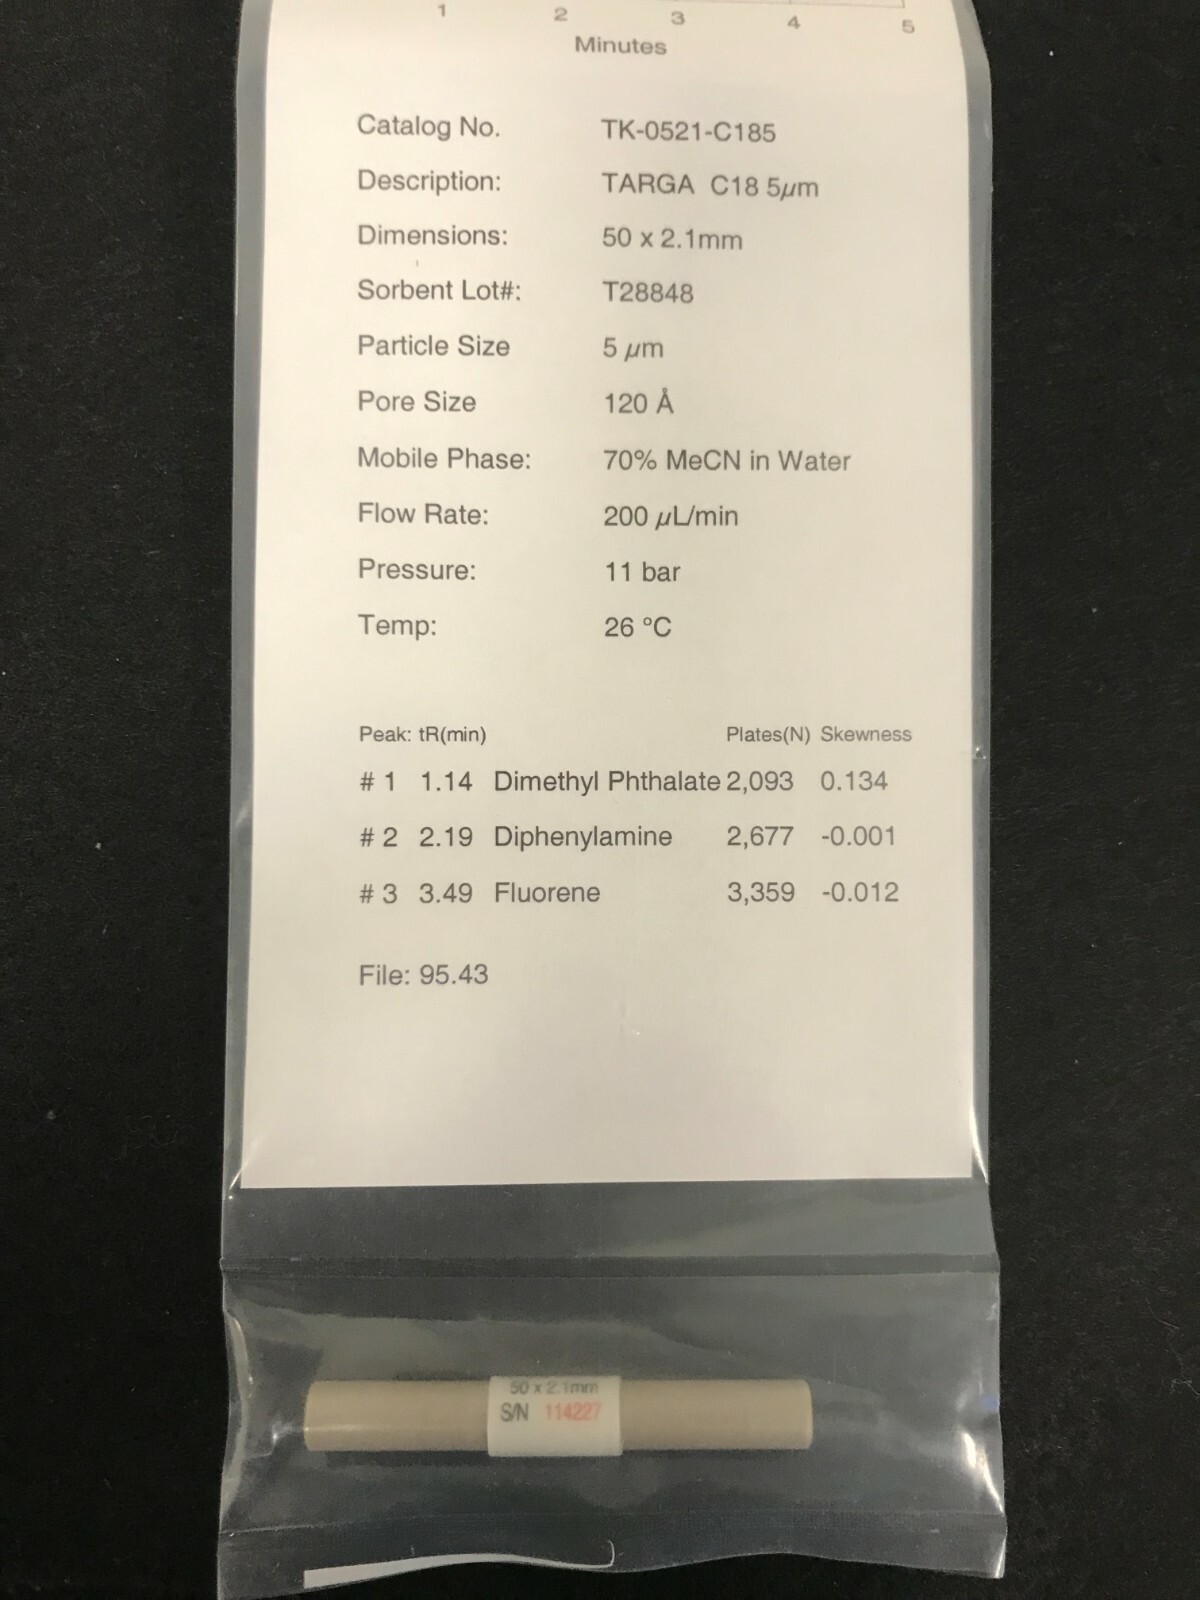 1 2 3 4 5
Minutes
Catalog No. TK-0521-C185
Description: TARGA C18 5µm
Dimensions: 50 x 2.1mm
Sorbent Lot#: T28848
Particle Size 5 µm
Pore Size 120 Å
Mobile Phase: 70% MeCN in Water
Flow Rate: 200 µL/min
Pressure: 11 bar
Temp: 26 °C
Peak: tR(min) Plates(N) Skewness
# 1 1.14 Dimethyl Phthalate 2,093 0.134
# 2 2.19 Diphenylamine 2,677 -0.001
# 3 3.49 Fluorene 3,359 -0.012
File: 95.43
50 x 2.1mm
S/N 114227